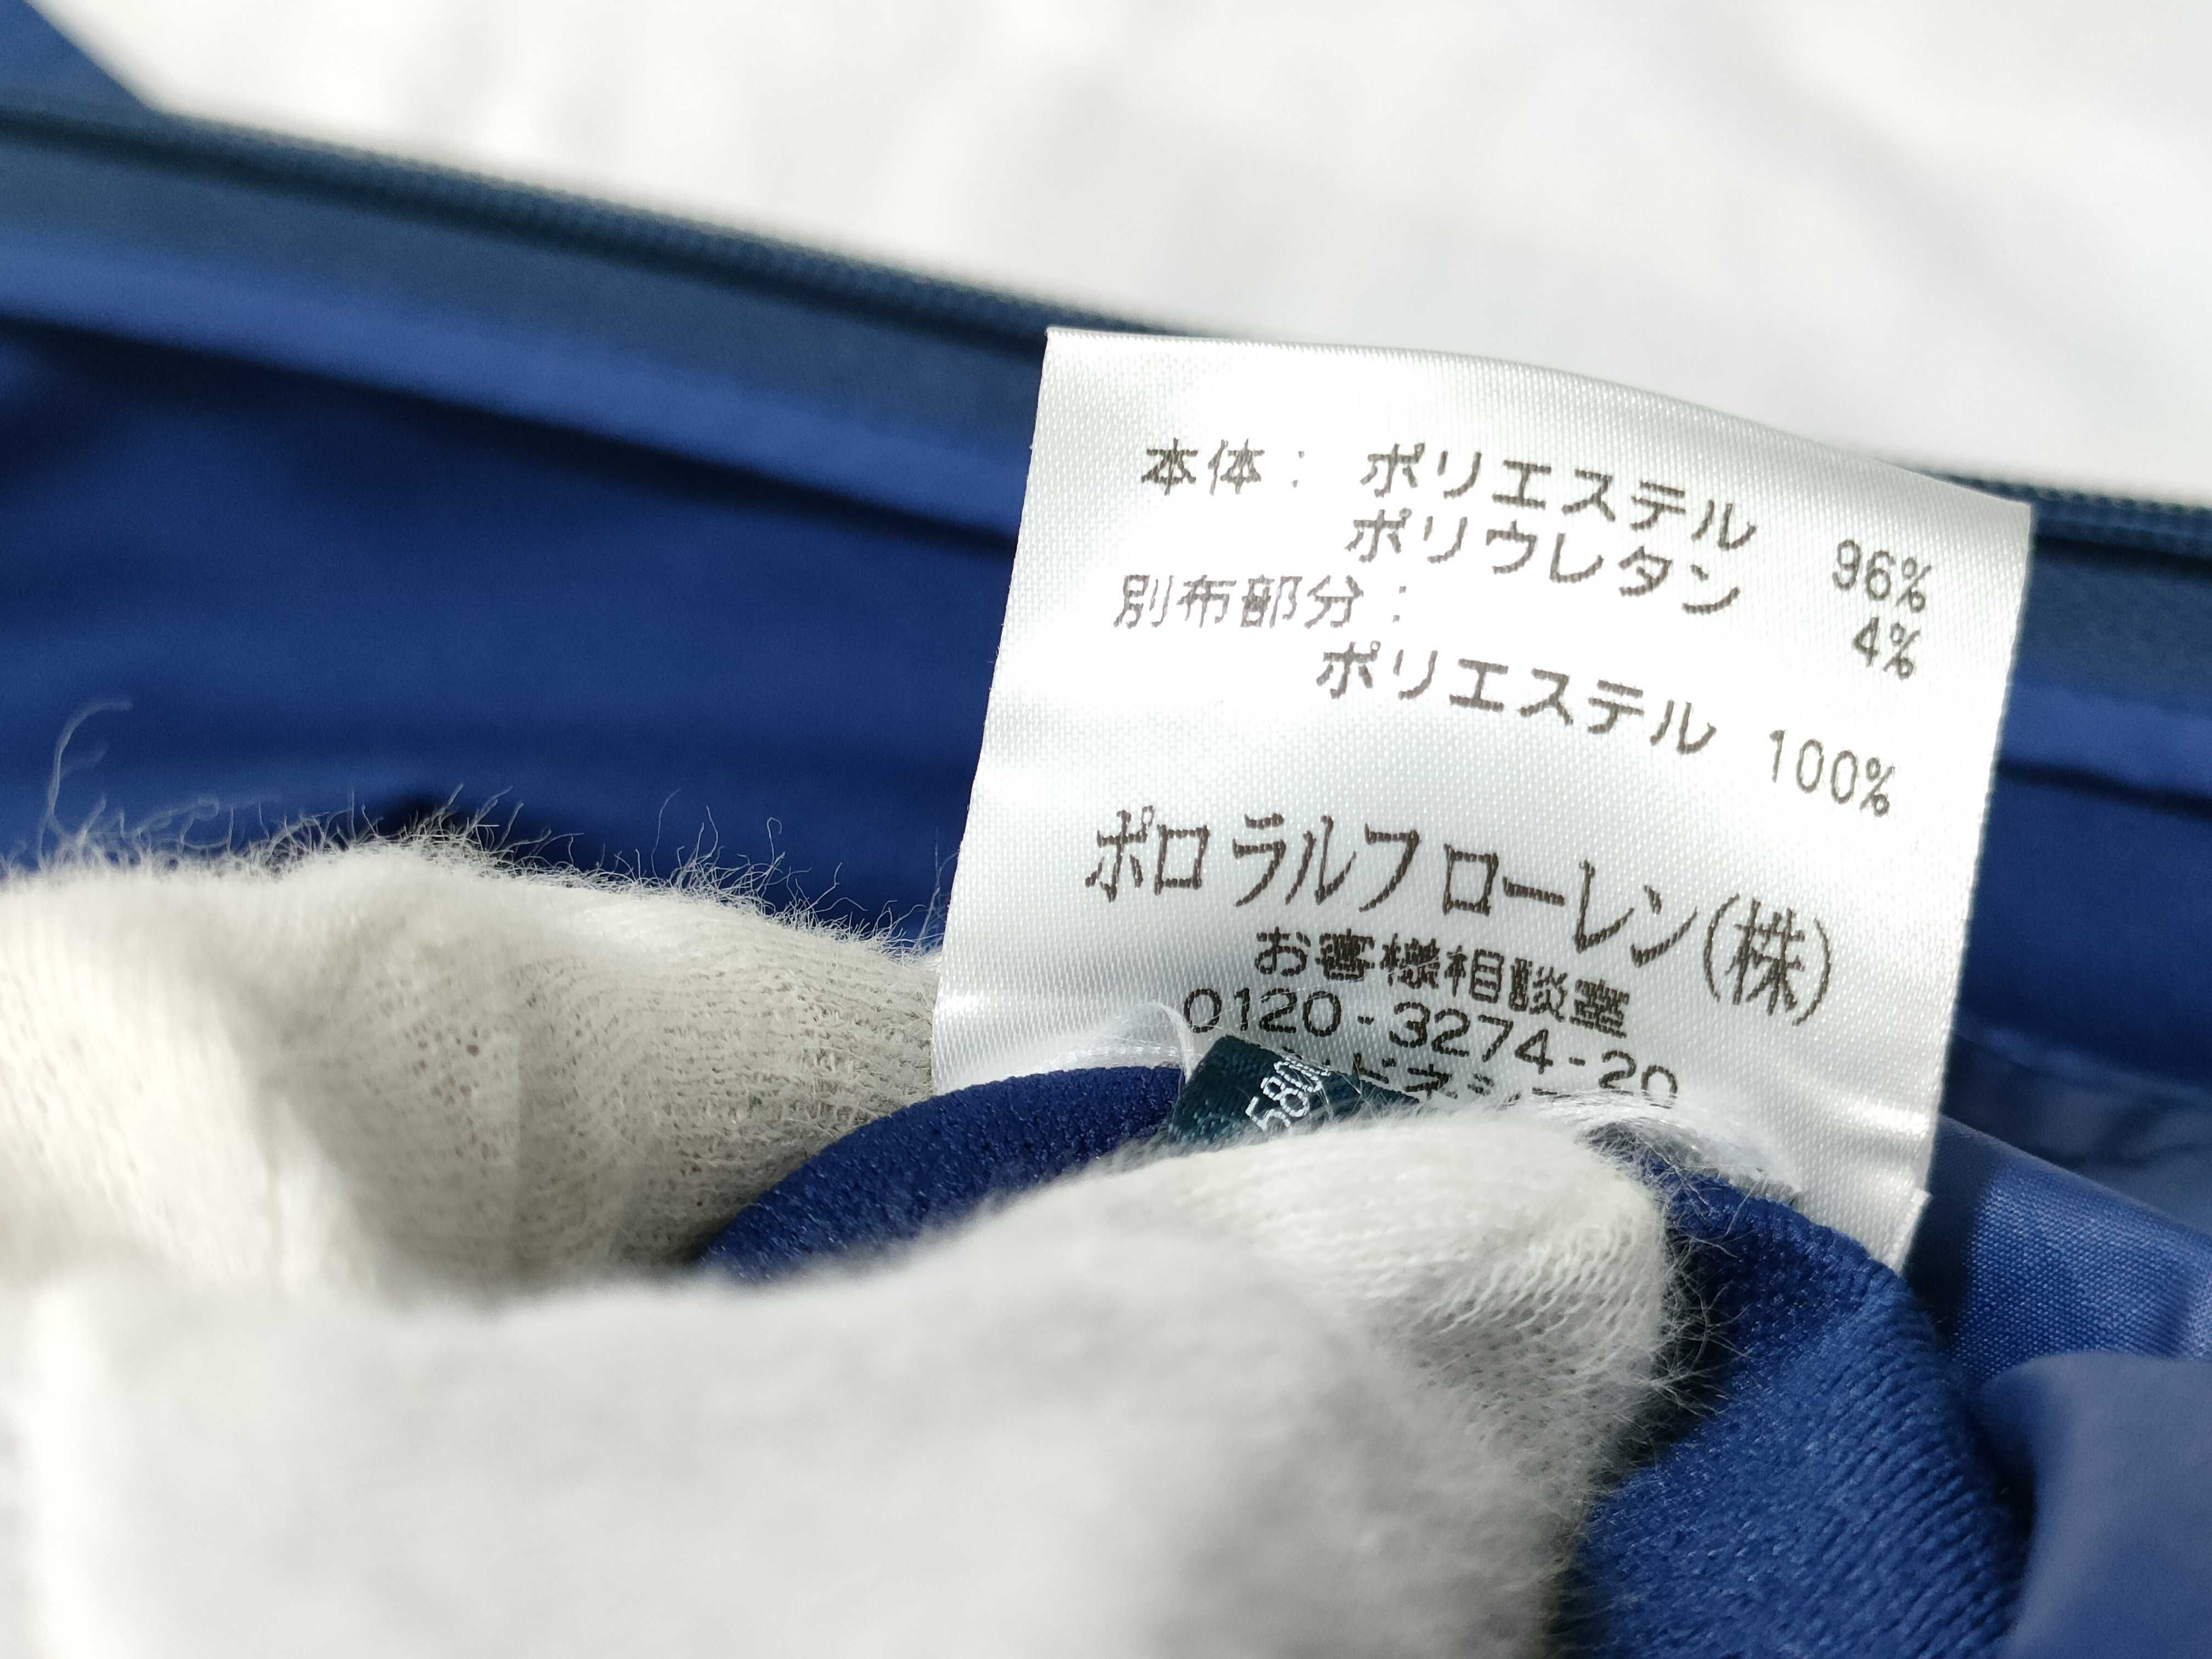 本体： ポリエステル 96%
ポリウレタン 4%
別布部分：
ポリエステル 100%
ポロ ラルフ ローレン(株)
お客様相談室
0120-3274-20
580